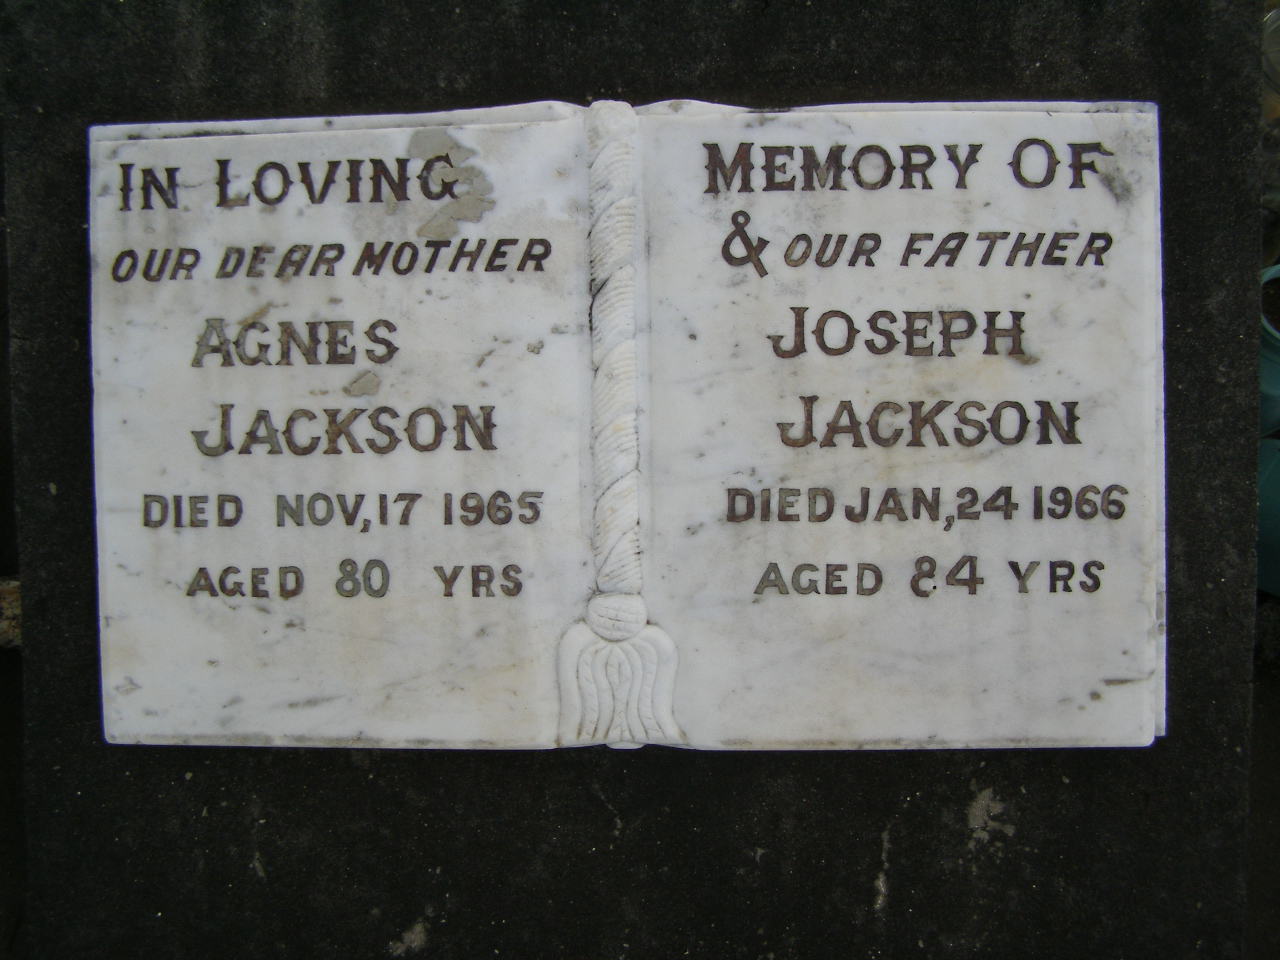 IN LOVING MEMORY OF
OUR DEAR MOTHER & OUR FATHER
AGNES JOSEPH
JACKSON JACKSON
DIED NOV, 17 1965 DIED JAN, 24 1966
AGED 80 YRS AGED 84 YRS